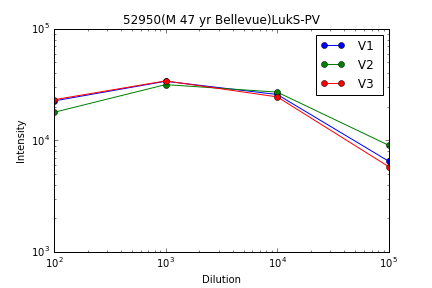 52950(M 47 yr Bellevue)LukS-PV
10^5
10^4
10^3
Intensity
V1
V2
V3
10^2 10^3 10^4 10^5
Dilution